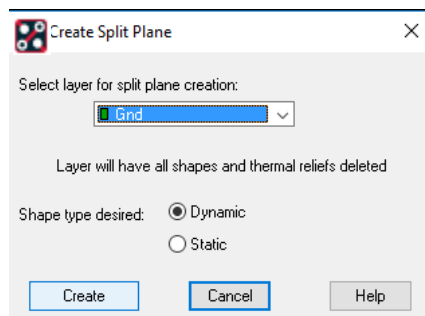 Create Split Plane
Select layer for split plane creation:
Gnd
Layer will have all shapes and thermal reliefs deleted
Shape type desired: Dynamic
Static
Create Cancel Help